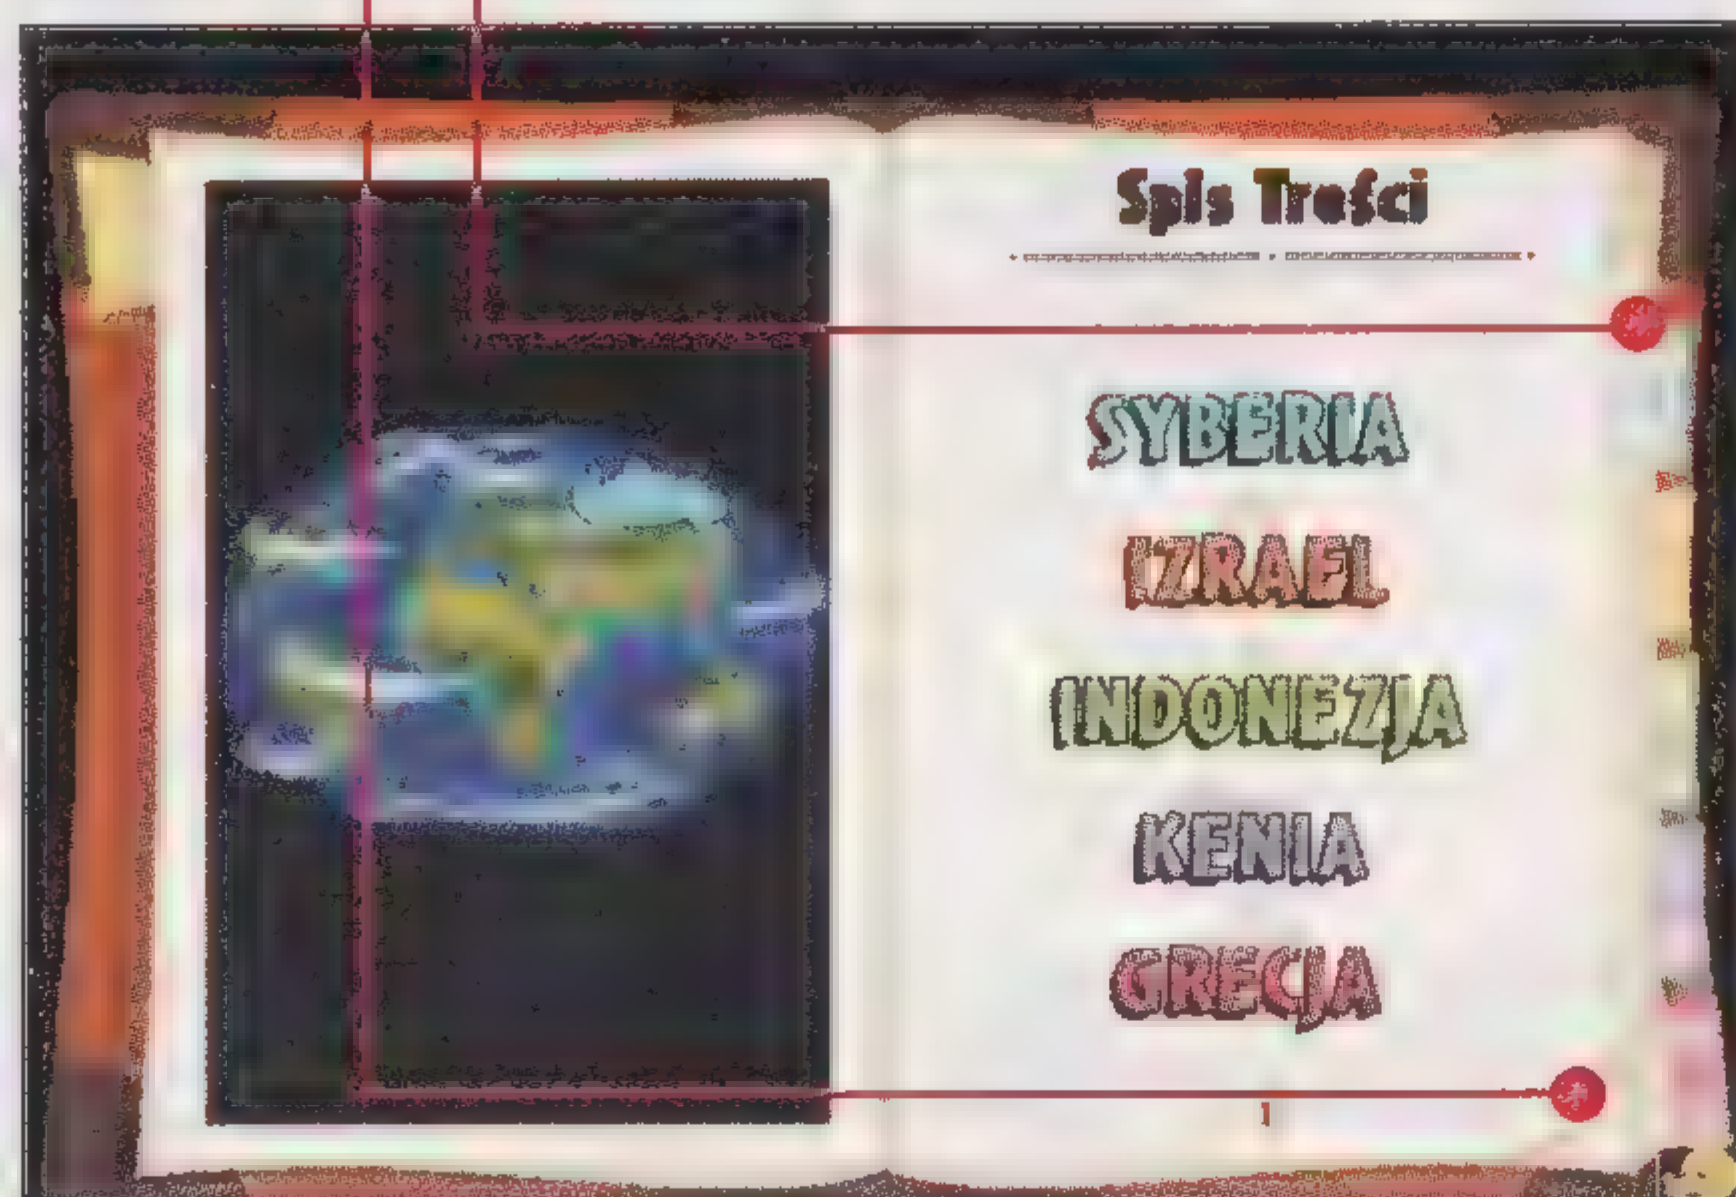 Spis Treści
SYBERIA
IZRAEL
INDONEZJA
KENIA
GRECJA
1